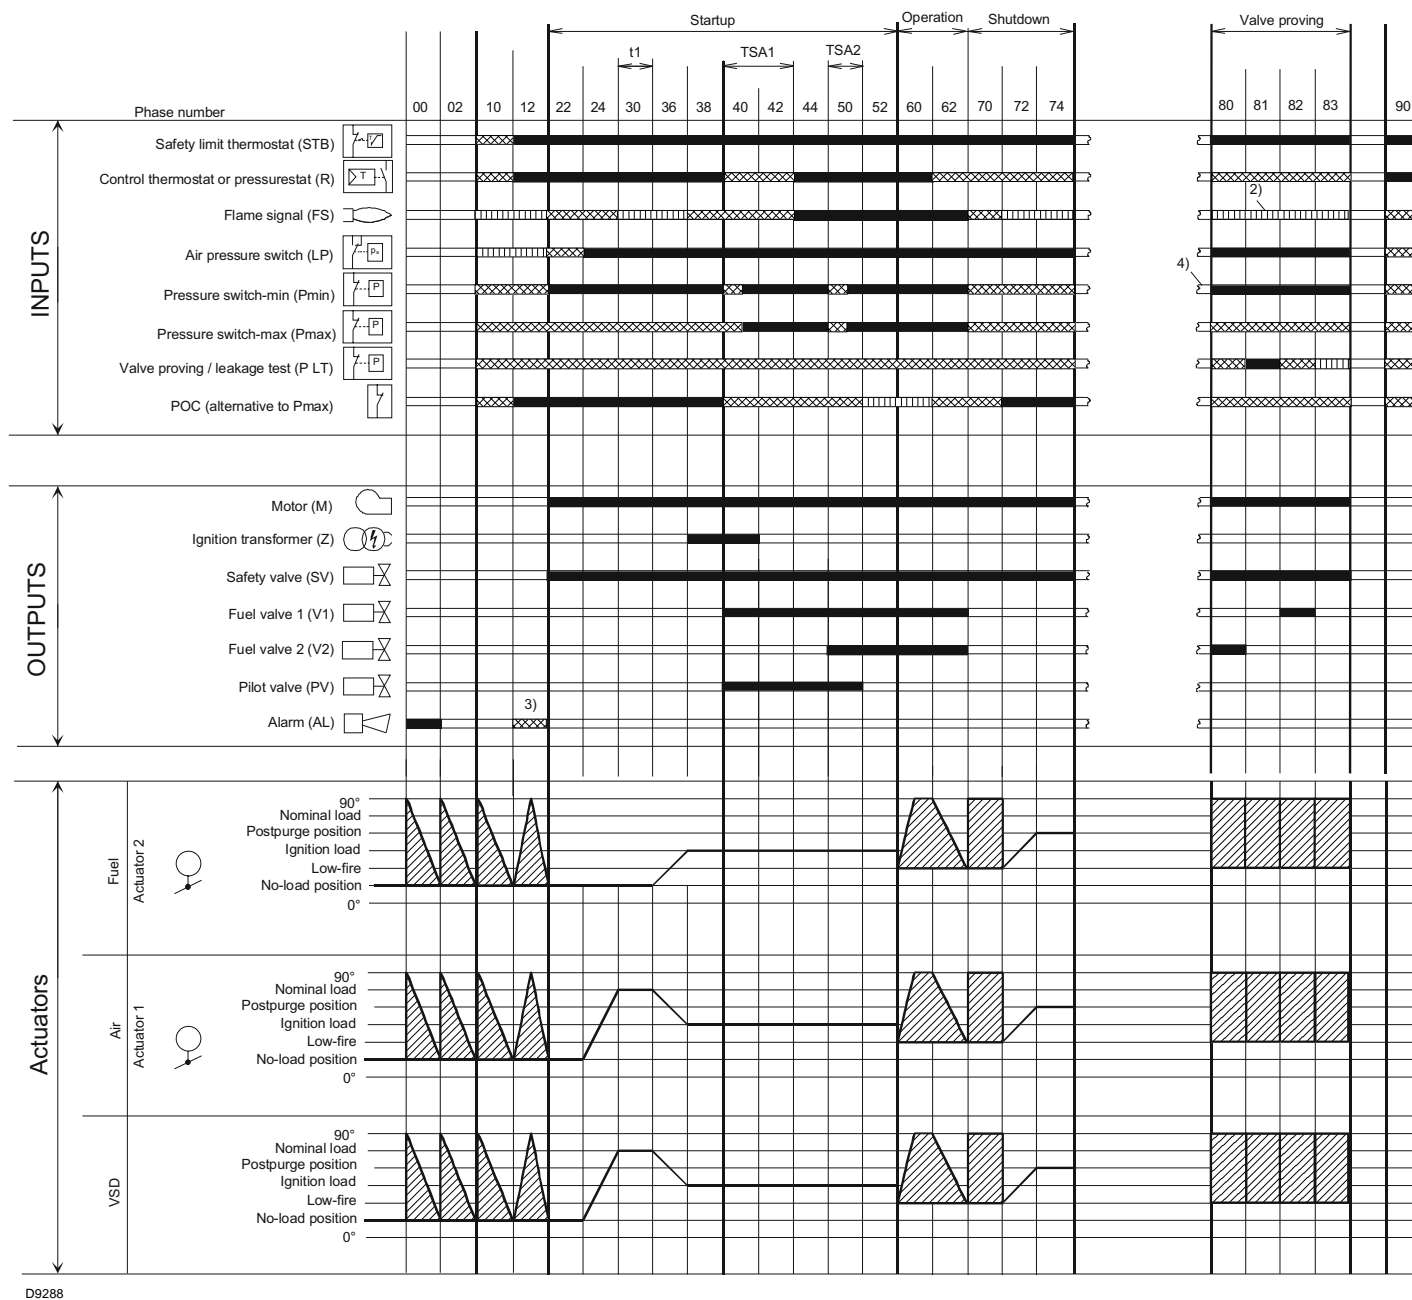 Startup Operation Shutdown Valve proving
t1 TSA1 TSA2
Phase number 00 02 10 12 22 24 30 36 38 40 42 44 50 52 60 62 70 72 74 80 81 82 83 90
INPUTS
Safety limit thermostat (STB)
Control thermostat or pressurestat (R) T
2)
Flame signal (FS)
Air pressure switch (LP)
4)
Pressure switch-min (Pmin) P
Pressure switch-max (Pmax) P
Valve proving / leakage test (P LT) P
POC (alternative to Pmax)
OUTPUTS
Motor (M)
Ignition transformer (Z)
Safety valve (SV)
Fuel valve 1 (V1)
Fuel valve 2 (V2)
Pilot valve (PV)
3)
Alarm (AL)
Actuators
Fuel
Actuator 2
90°
Nominal load
Postpurge position
Ignition load
Low-fire
No-load position
0°
Air
Actuator 1
90°
Nominal load
Postpurge position
Ignition load
Low-fire
No-load position
0°
VSD
90°
Nominal load
Postpurge position
Ignition load
Low-fire
No-load position
0°
D9288